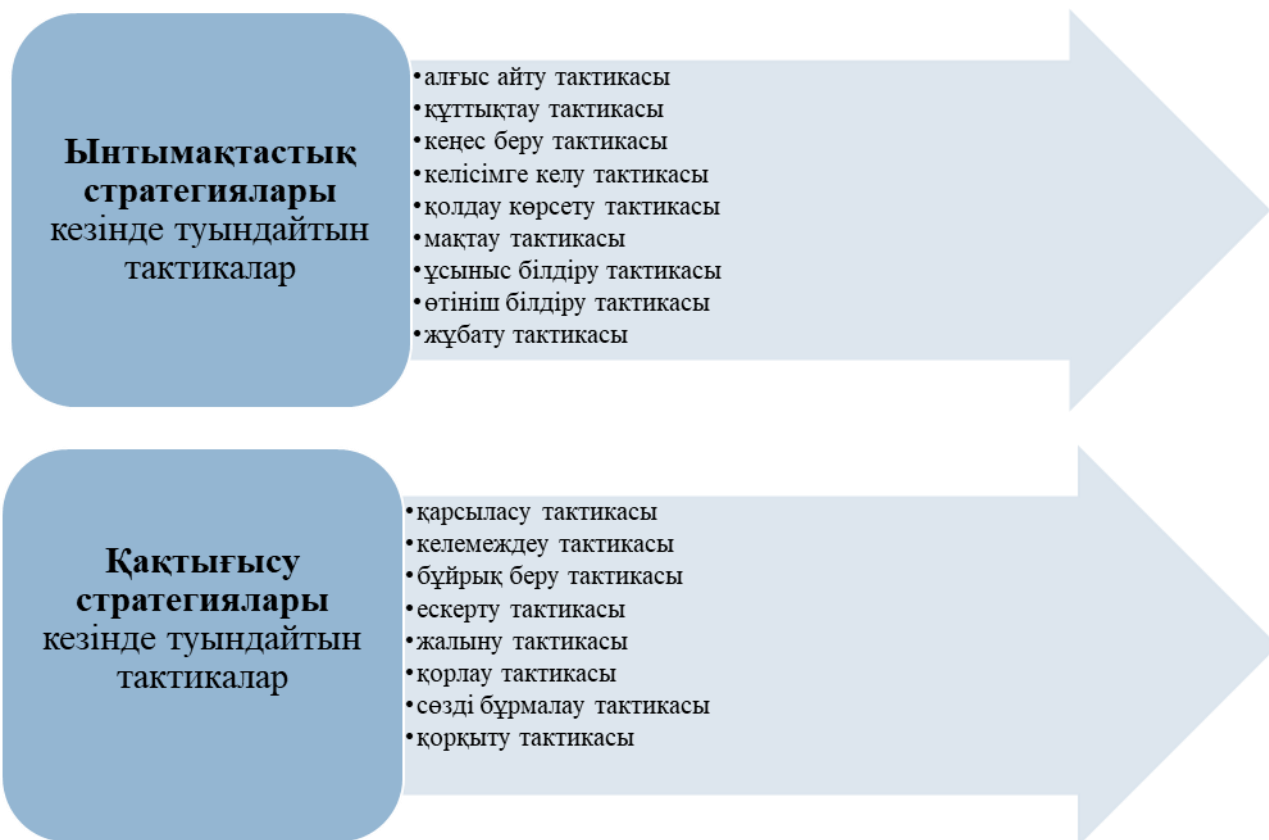 Ынтымақтастық
стратегиялары
кезінде туындайтын
тактикалар
•алғыс айту тактикасы
•құттықтау тактикасы
•кеңес беру тактикасы
•келісімге келу тактикасы
•қолдау көрсету тактикасы
•мақтау тактикасы
•ұсыныс білдіру тактикасы
•өтініш білдіру тактикасы
•жұбату тактикасы
Қақтығысу
стратегиялары
кезінде туындайтын
тактикалар
•қарсыласу тактикасы
•келемеждеу тактикасы
•бұйрық беру тактикасы
•ескерту тактикасы
•жалыну тактикасы
•қорлау тактикасы
•сөзді бұрмалау тактикасы
•қорқыту тактикасы